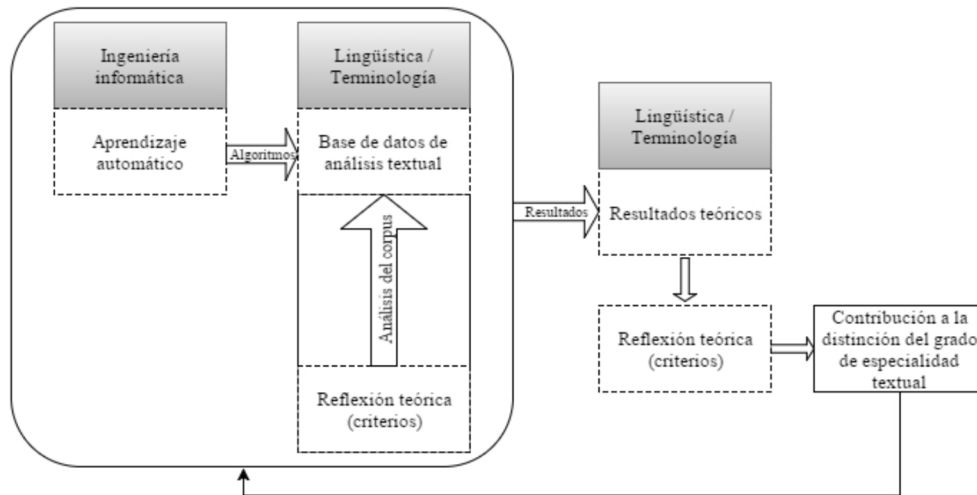 Ingeniería
informática
Aprendizaje
automático
Algoritmos
Lingüística /
Terminología
Base de datos de
análisis textual
Análisis del corpus
Reflexión teórica
(criterios)
Resultados
Lingüística /
Terminología
Resultados teóricos
Reflexión teórica
(criterios)
Contribución a la
distinción del grado
de especialidad
textual